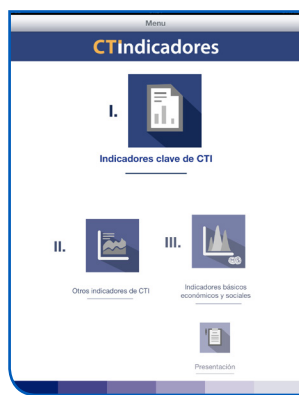 Menu
CTIndicadores
I.
Indicadores clave de CTI
II.
Otros indicadores de CTI
III.
Indicadores básicos
económicos y sociales
Presentación